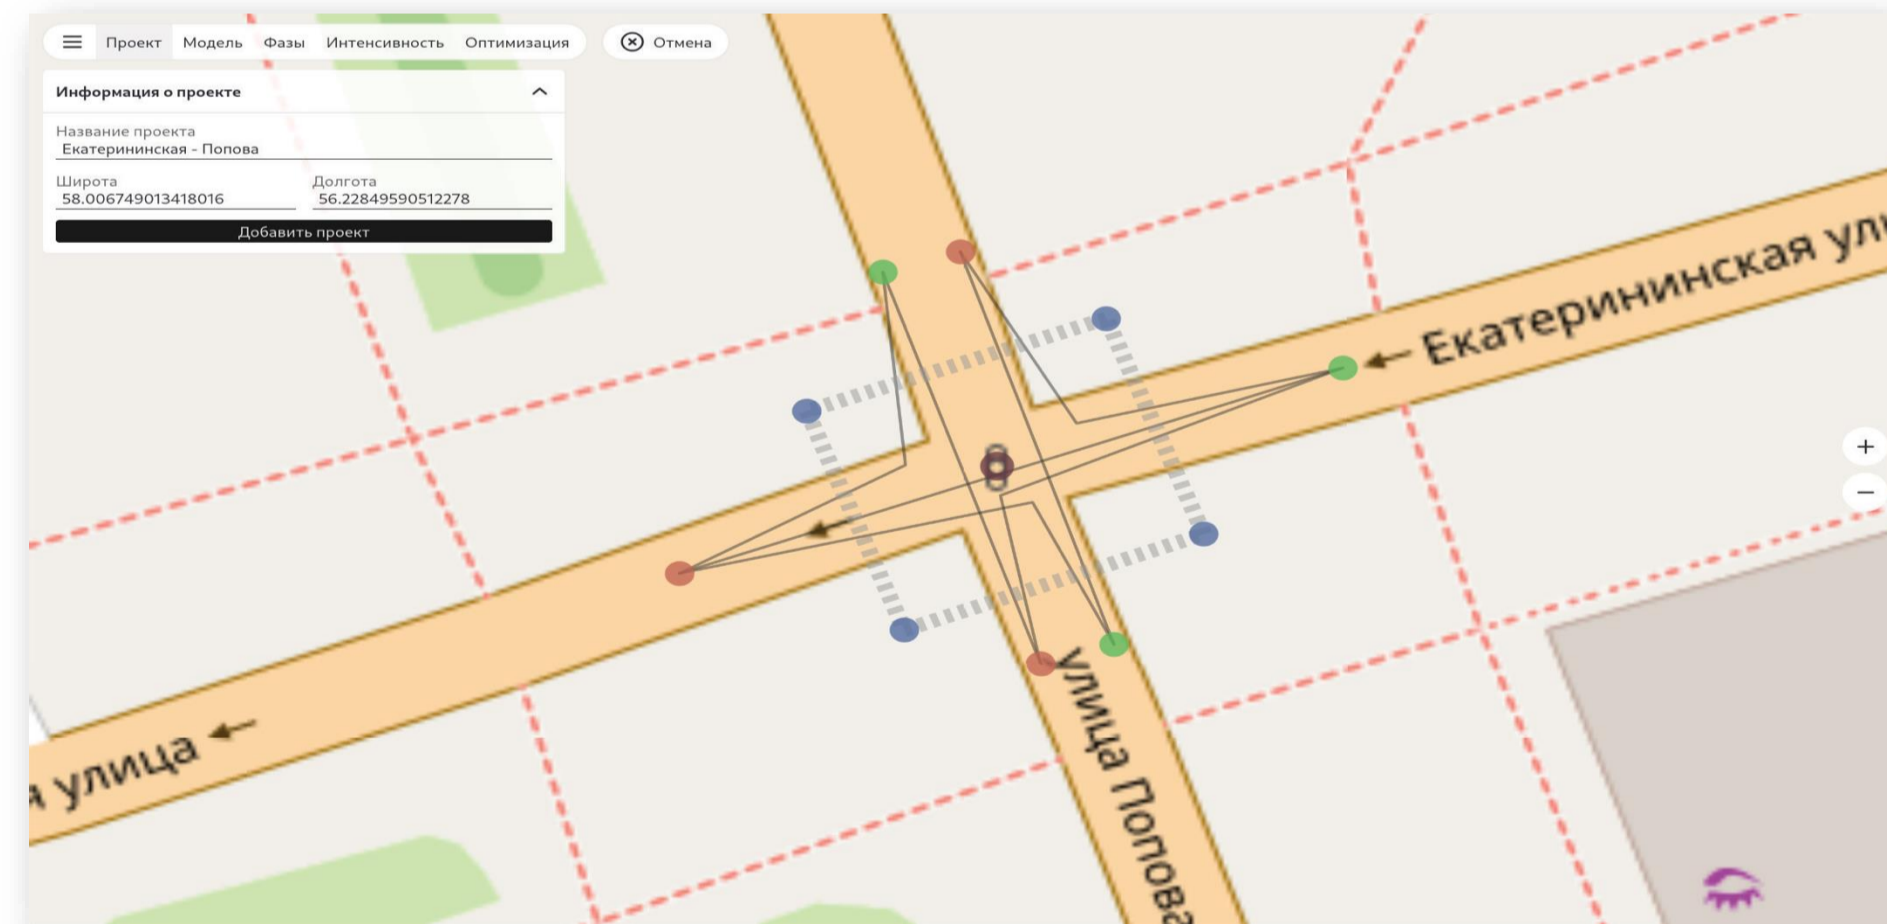 Проект Модель Фазы Интенсивность Оптимизация Отмена
Информация о проекте
Название проекта
Екатерининская - Попова
Широта Долгота
58.006749013418016 56.22849590512278
Добавить проект
Екатерининская ули
я улица
улица Попова
+
−